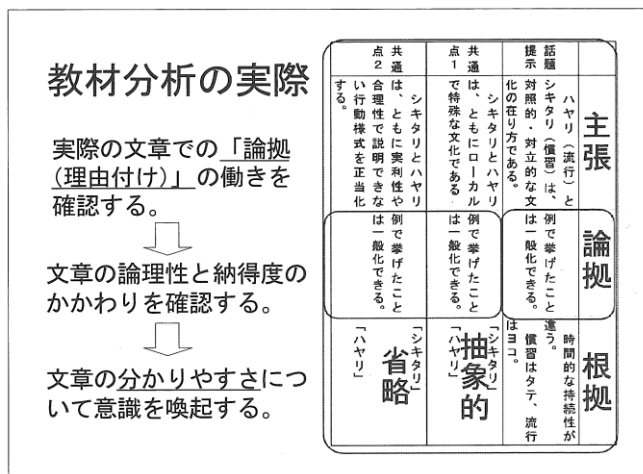 教材分析の実際
実際の文章での「論拠
(理由付け)」の働きを
確認する。
文章の論理性と納得度の
かかわりを確認する。
文章の分かりやすさにつ
いて意識を喚起する。
話題
提示
共通
点1
共通
点2
主張
ハヤリ(流行)と
シキタリ(慣習)は、
対照的・対立的な文
化の在り方である。
シキタリとハヤリ
は、ともにローカル
で特殊な文化である
シキタリとハヤリ
は、ともに実利性や
合理性で説明できな
い行動様式を正当化
する。
論拠
例で挙げたこと
は一般化できる。
例で挙げたこと
は一般化できる。
例で挙げたこと
は一般化できる。
根拠
時間的な持続性が
違う。
慣習はタテ、流行
はヨコ。
「シキタリ」
抽象的
「ハヤリ」
「シキタリ」
省略
「ハヤリ」